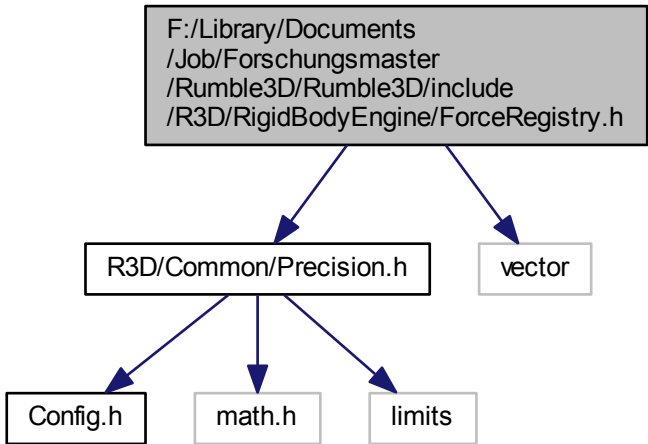 F:/Library/Documents
/Job/Forschungsmaster
/Rumble3D/Rumble3D/include
/R3D/RigidBodyEngine/ForceRegistry.h
R3D/Common/Precision.h
vector
Config.h
math.h
limits